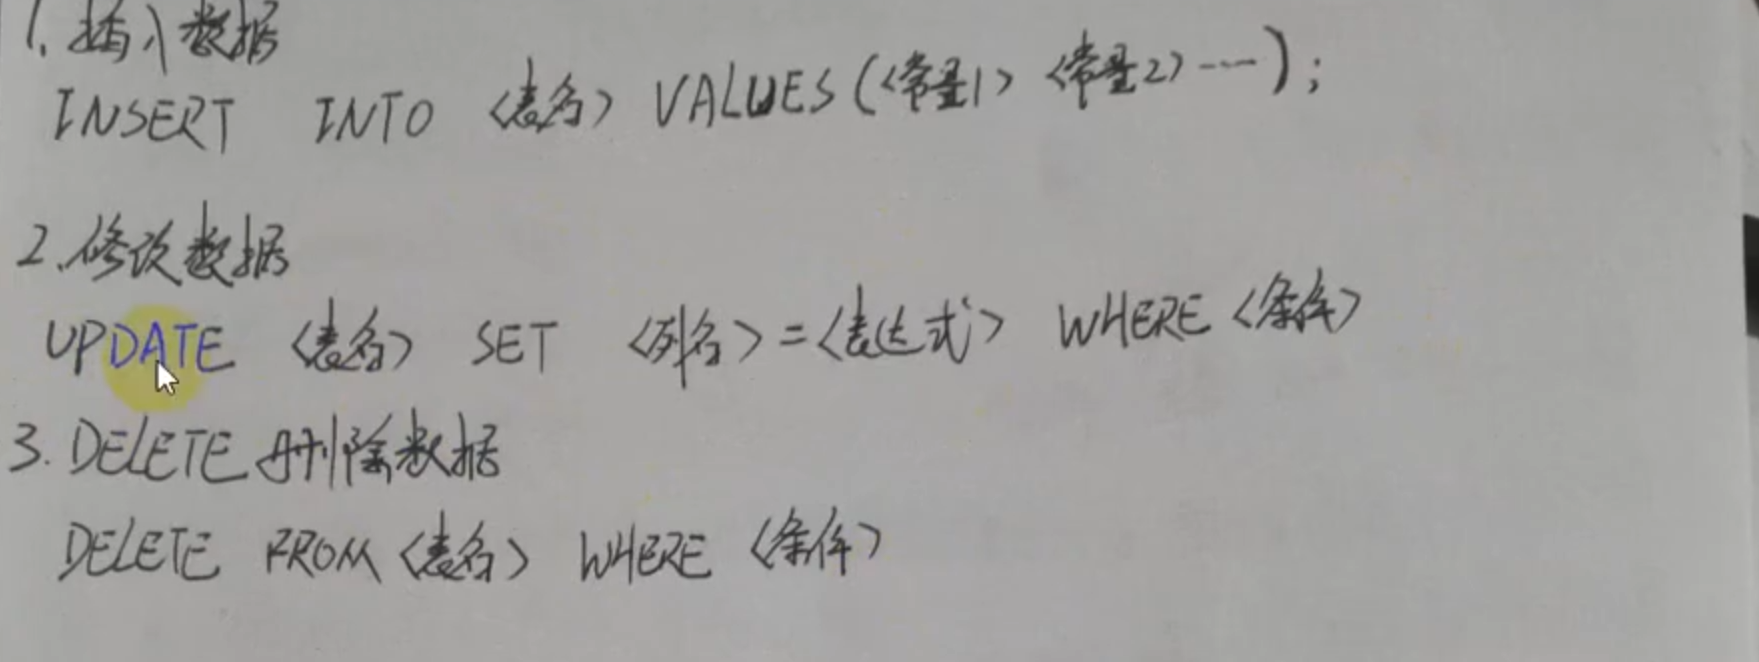 1. 插入数据
INSERT INTO <表名> VALUES(<常量1> <常量2> ……);
2. 修改数据
UPDATE <表名> SET <列名>=<表达式> WHERE <条件>
3. DELETE 删除数据
DELETE FROM <表名> WHERE <条件>